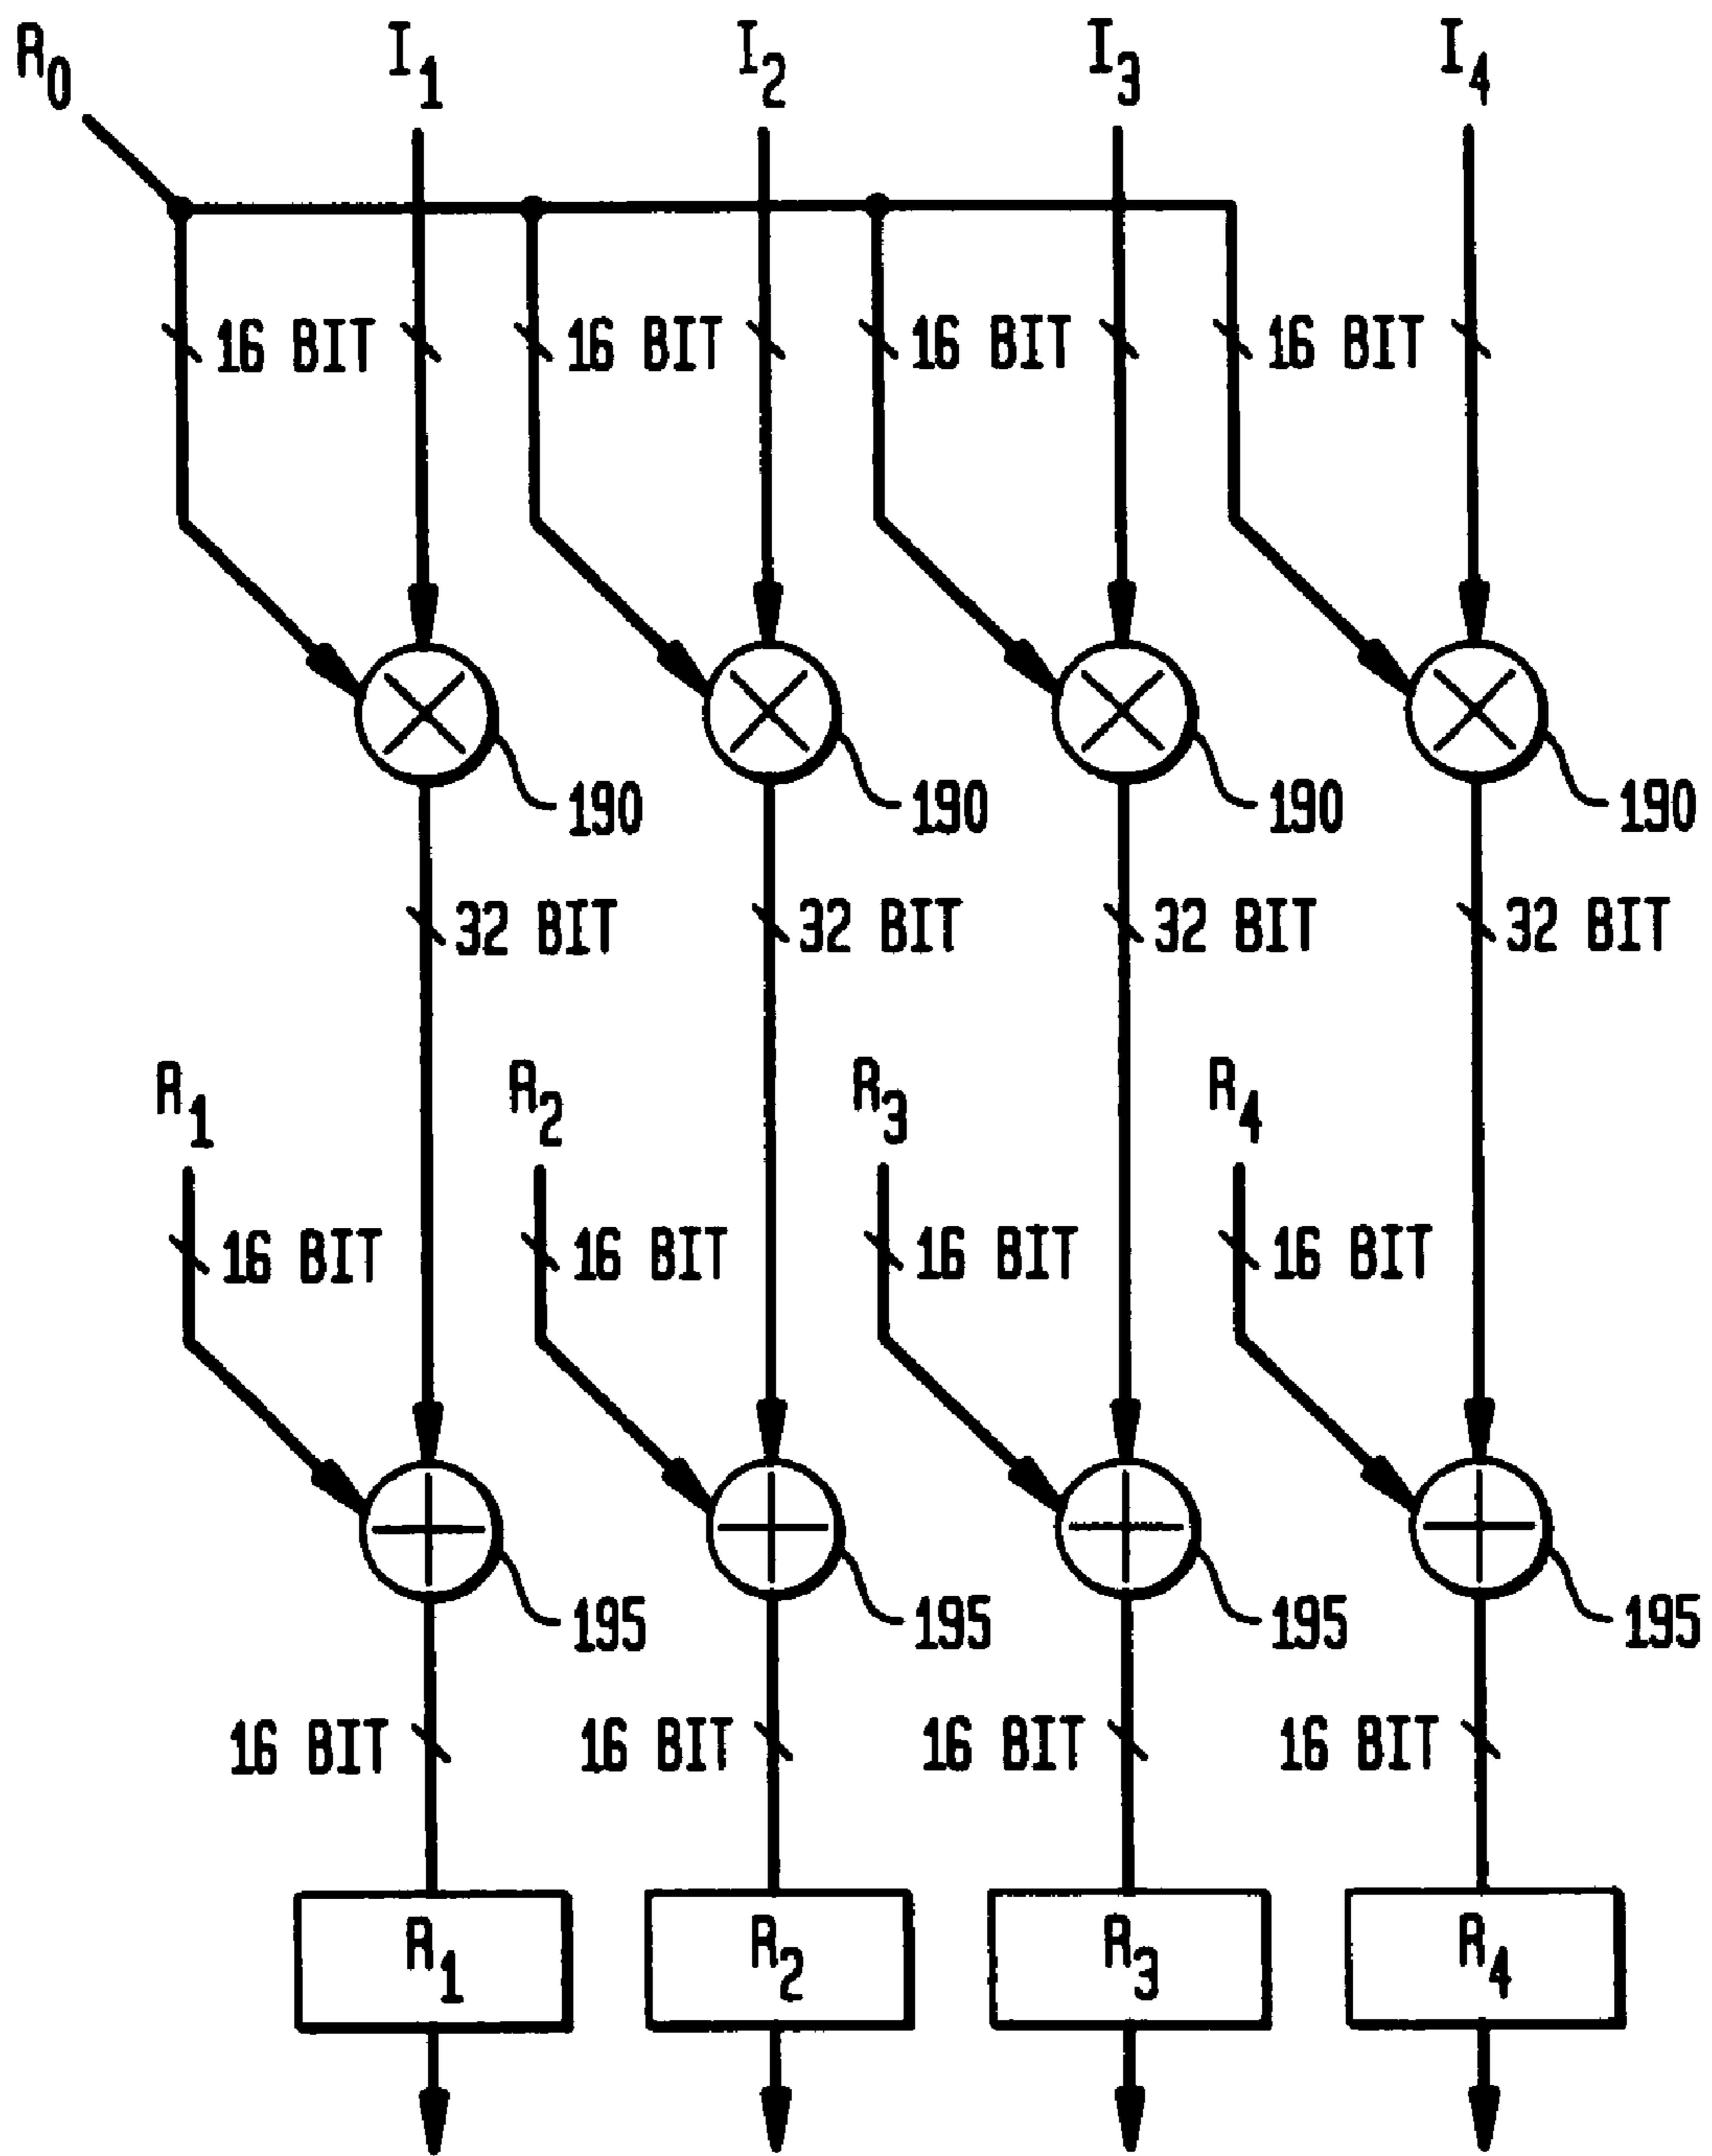 R0 I1 I2 I3 I4
16 BIT 16 BIT 16 BIT 16 BIT
190 190 190 190
32 BIT 32 BIT 32 BIT 32 BIT
R1 R2 R3 R4
16 BIT 16 BIT 16 BIT 16 BIT
195 195 195 195
16 BIT 16 BIT 16 BIT 16 BIT
R1 R2 R3 R4